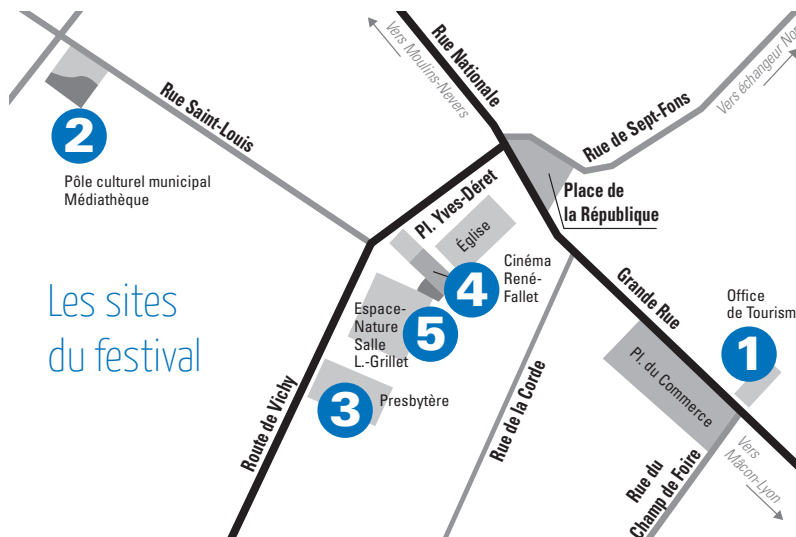 Vers Moulins-Nevers
Rue Nationale
Vers échangeur Nor
Rue Saint-Louis
Rue de Sept-Fons
2
Pôle culturel municipal
Médiathèque
Pl. Yves-Déret
Place de
la République
Église
Cinéma
René-
Fallet
4
Les sites
du festival
Espace-
Nature
Salle
L.-Grillet
5
Grande Rue
Office
de Tourism
1
Pl. du Commerce
3
Presbytère
Route de Vichy
Rue de la Corde
Rue du
Champ de Foire
Vers
Mâcon-Lyon